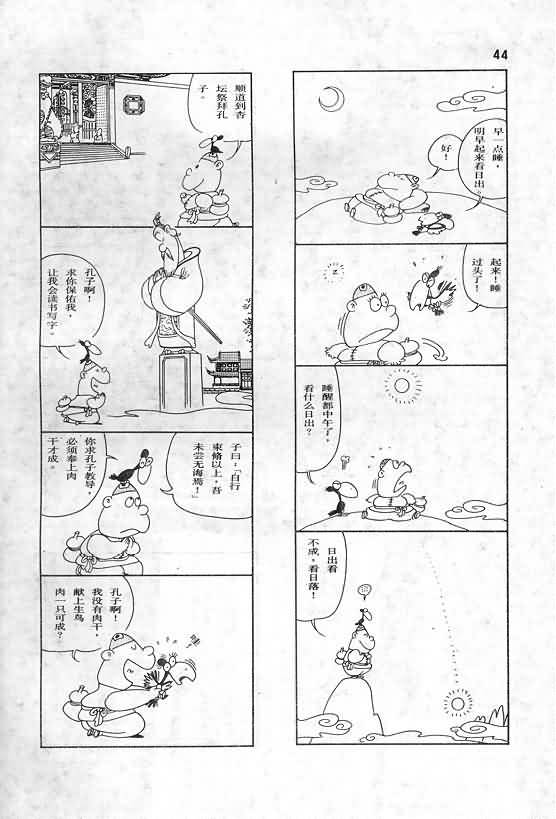 44
早一点睡，
明早起来看日出。
好！
起来！睡
过头了！
睡醒都中午了，
看什么日出？
日出看
不成，看日落！
顺道到杏
坛祭拜孔
子。
孔子啊！
求你保佑我，
让我会读书写字。
子曰：「自行
束脩以上，吾
未尝无诲焉！」
你求孔子教导，
必须奉上肉
干才成。
孔子啊！
我没有肉干，
献上生鸟
肉一只可成？
哇！